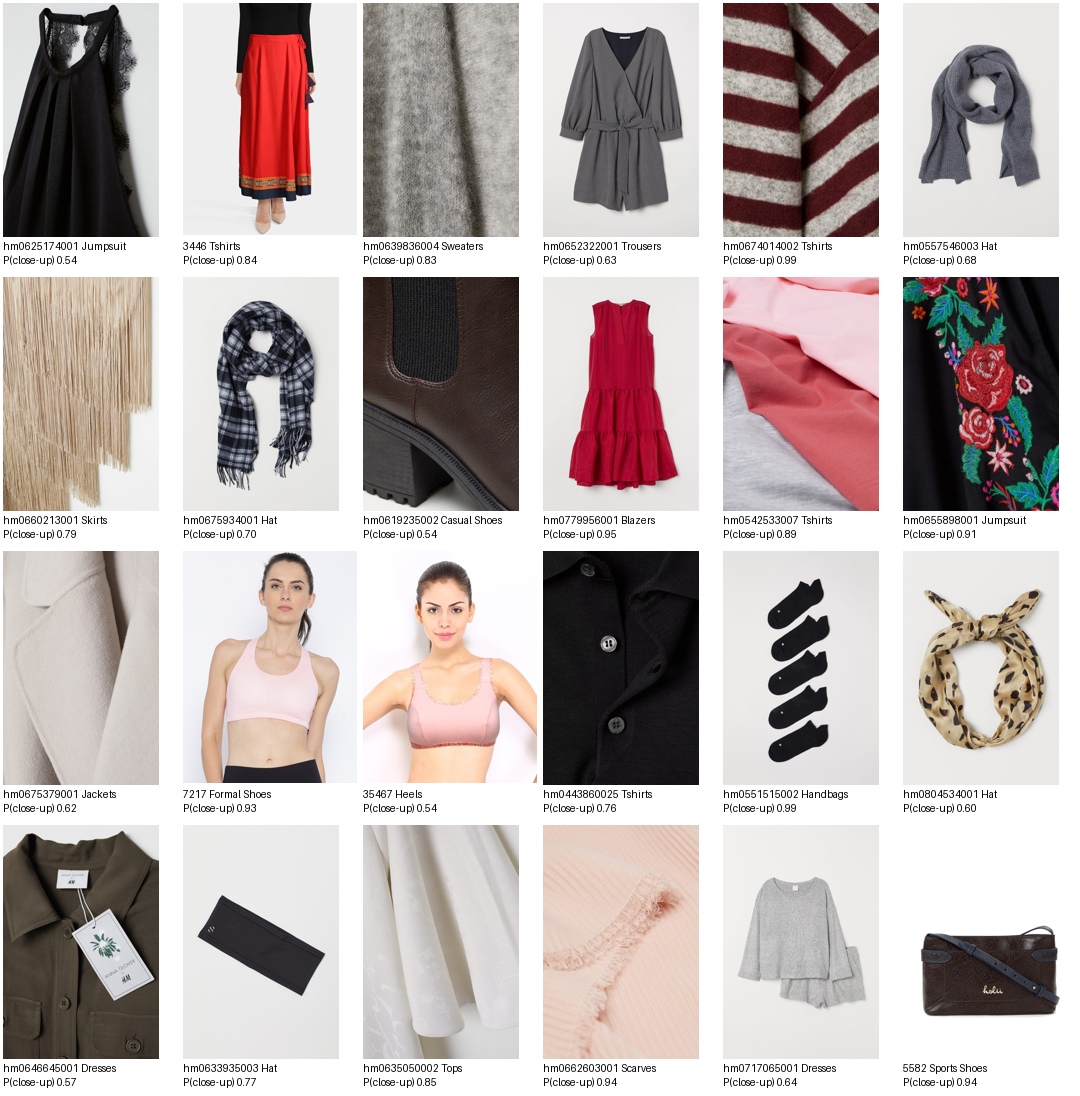 hm0625174001 Jumpsuit
P(close-up) 0.54
3446 Tshirts
P(close-up) 0.84
hm0639836004 Sweaters
P(close-up) 0.83
hm0652322001 Trousers
P(close-up) 0.63
hm0674014002 Tshirts
P(close-up) 0.99
hm0557546003 Hat
P(close-up) 0.68
hm0660213001 Skirts
P(close-up) 0.79
hm0675934001 Hat
P(close-up) 0.70
hm0619235002 Casual Shoes
P(close-up) 0.54
hm0779956001 Blazers
P(close-up) 0.95
hm0542533007 Tshirts
P(close-up) 0.89
hm0655898001 Jumpsuit
P(close-up) 0.91
hm0675379001 Jackets
P(close-up) 0.62
7217 Formal Shoes
P(close-up) 0.93
35467 Heels
P(close-up) 0.54
hm0443860025 Tshirts
P(close-up) 0.76
hm0551515002 Handbags
P(close-up) 0.99
hm0804534001 Hat
P(close-up) 0.60
H&M
holii
hm0646645001 Dresses
P(close-up) 0.57
hm0633935003 Hat
P(close-up) 0.77
hm0635050002 Tops
P(close-up) 0.85
hm0662603001 Scarves
P(close-up) 0.94
hm0717065001 Dresses
P(close-up) 0.64
5582 Sports Shoes
P(close-up) 0.94